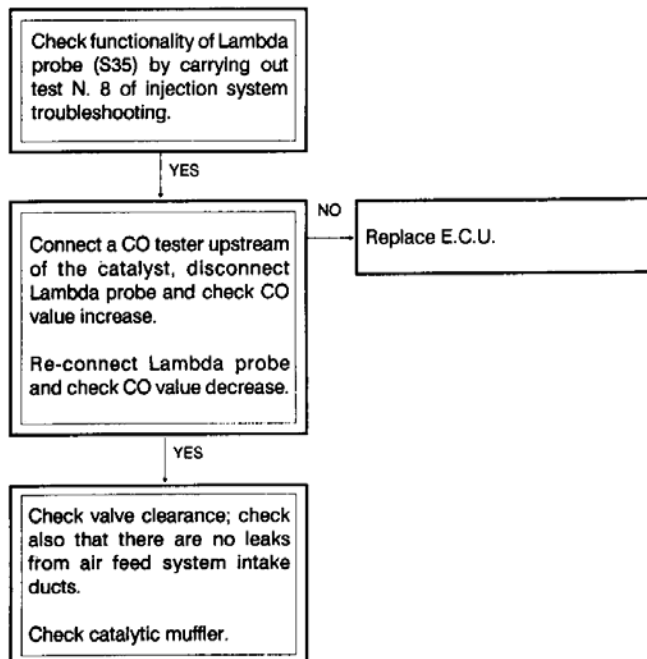 Check functionality of Lambda
probe (S35) by carrying out
test N. 8 of injection system
troubleshooting.
YES
NO
Connect a CO tester upstream
of the catalyst, disconnect
Lambda probe and check CO
value increase.
Re-connect Lambda probe
and check CO value decrease.
Replace E.C.U.
YES
Check valve clearance; check
also that there are no leaks
from air feed system intake
ducts.
Check catalytic muffler.